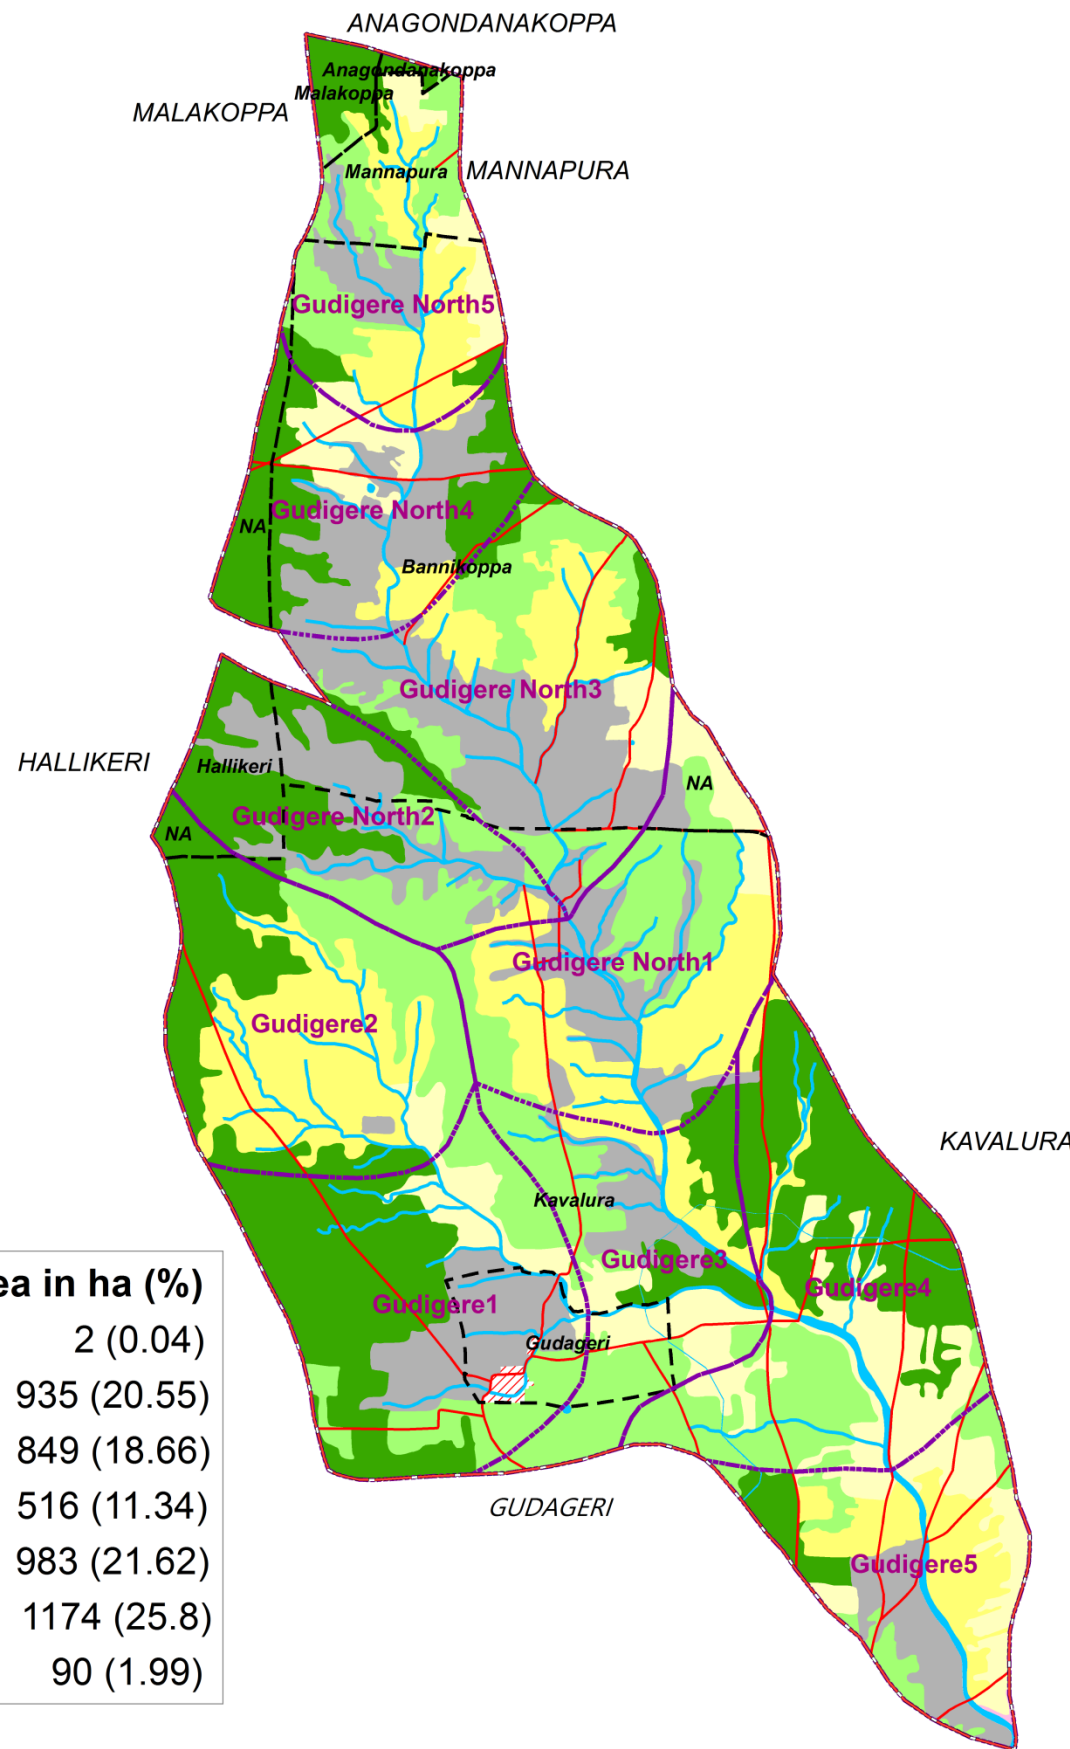 ANAGONDANAKOPPA
Anagondanakoppa
Malakoppa
MALAKOPPA
Mannapura
MANNAPURA
Gudigere North5
Gudigere North4
NA
Bannikoppa
Gudigere North3
HALLIKERI
Hallikeri
NA
Gudigere North2
NA
Gudigere North1
Gudigere2
KAVALURA
Kavalura
Gudigere3
Gudigere4
Gudigere1
Gudageri
GUDAGERI
Gudigere5
ea in ha (%)
2 (0.04)
935 (20.55)
849 (18.66)
516 (11.34)
983 (21.62)
1174 (25.8)
90 (1.99)